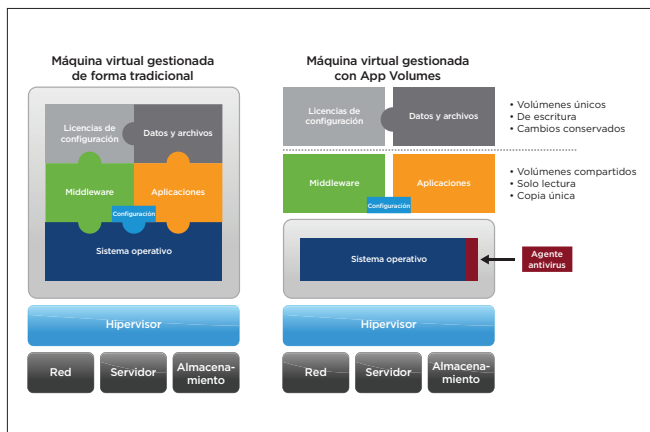 Máquina virtual gestionada
de forma tradicional
Licencias de
configuración
Datos y archivos
Middleware
Aplicaciones
Configuración
Sistema operativo
Hipervisor
Red
Servidor
Almacena-
miento
Máquina virtual gestionada
con App Volumes
Licencias de
configuración
Datos y archivos
• Volúmenes únicos
• De escritura
• Cambios conservados
Middleware
Aplicaciones
Configuración
• Volúmenes compartidos
• Solo lectura
• Copia única
Sistema operativo
Agente
antivirus
Hipervisor
Red
Servidor
Almacena-
miento